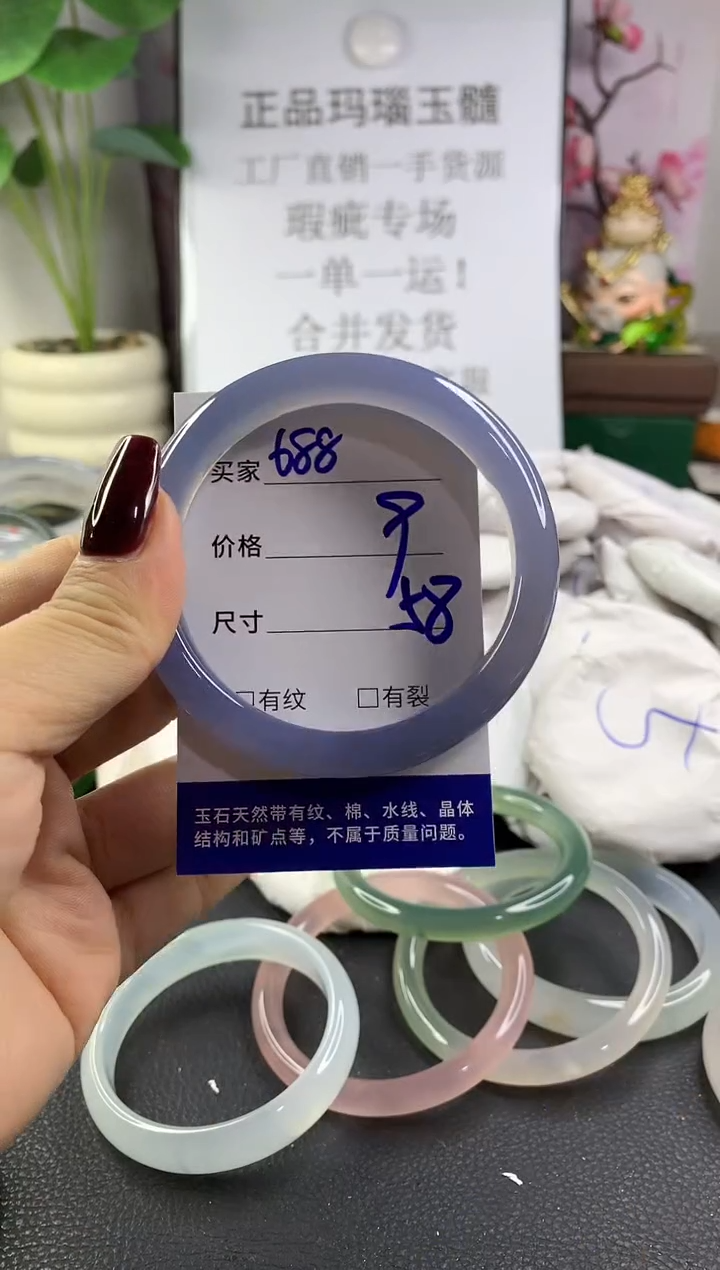 正品玛瑙玉髓
工厂直销一手货源
瑕疵专场
一单一运！
合并发货
买家 688
价格
尺寸 58
□有纹 □有裂
玉石天然带有纹、棉、水线、晶体
结构和矿点等，不属于质量问题。